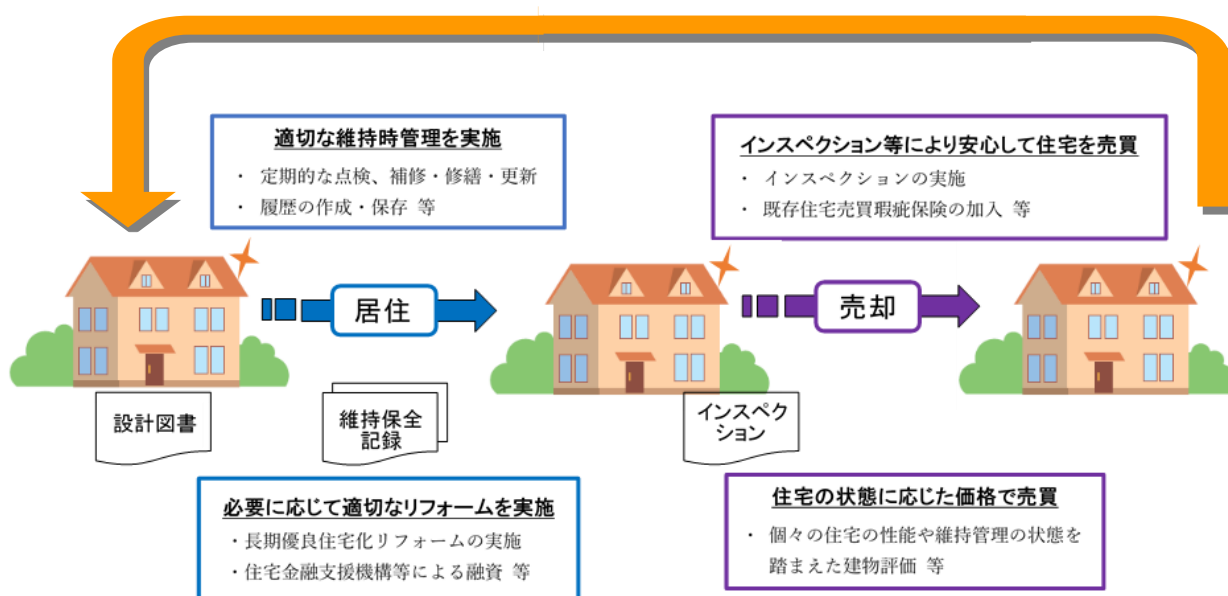 適切な維持時管理を実施
・ 定期的な点検、補修・修繕・更新
・ 履歴の作成・保存 等
インスペクション等により安心して住宅を売買
・ インスペクションの実施
・ 既存住宅売買瑕疵保険の加入 等
居住
売却
設計図書
維持保全
記録
インスペク
ション
必要に応じて適切なリフォームを実施
・長期優良住宅化リフォームの実施
・住宅金融支援機構等による融資 等
住宅の状態に応じた価格で売買
・ 個々の住宅の性能や維持管理の状態を
踏まえた建物評価 等